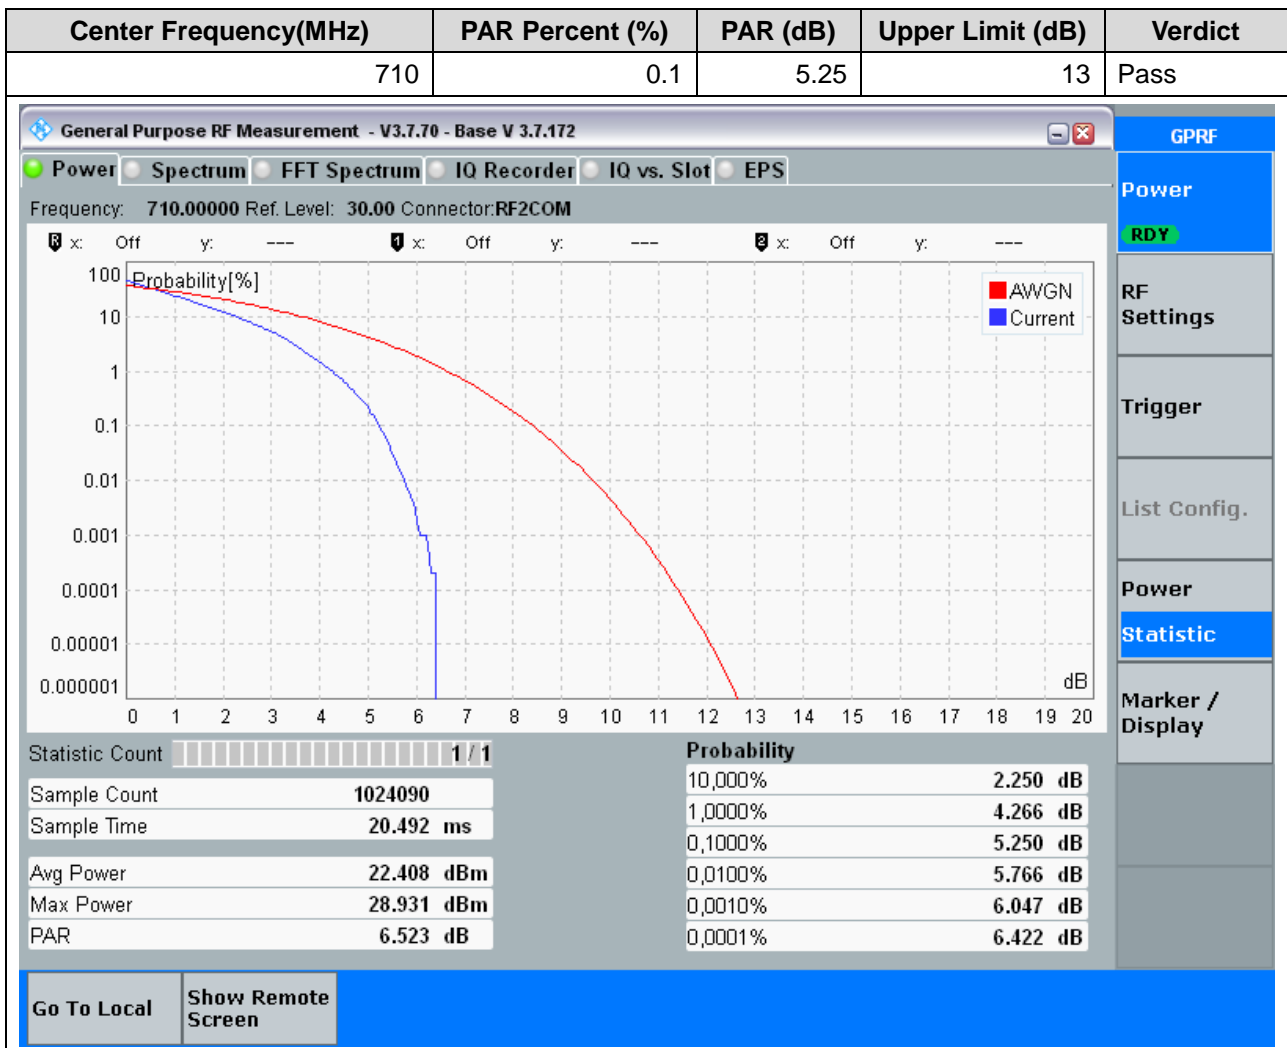 Center Frequency(MHz) PAR Percent (%) PAR (dB) Upper Limit (dB) Verdict
710 0.1 5.25 13 Pass
General Purpose RF Measurement - V3.7.70 - Base V 3.7.172
GPRF
Power Spectrum FFT Spectrum IQ Recorder IQ vs. Slot EPS
Power
RDY
Frequency: 710.00000 Ref. Level: 30.00 Connector:RF2COM
R x: Off y: --- 1 x: Off y: --- 2 x: Off y: ---
100
Probability[%]
AWGN
Current
10
1
0.1
0.01
0.001
0.0001
0.00001
0.000001
dB
0 1 2 3 4 5 6 7 8 9 10 11 12 13 14 15 16 17 18 19 20
RF
Settings
Trigger
List Config.
Power
Statistic
Marker /
Display
Statistic Count 1 / 1
Sample Count 1024090
Sample Time 20.492 ms
Avg Power 22.408 dBm
Max Power 28.931 dBm
PAR 6.523 dB
Probability
10,000% 2.250 dB
1,0000% 4.266 dB
0,1000% 5.250 dB
0,0100% 5.766 dB
0,0010% 6.047 dB
0,0001% 6.422 dB
Go To Local
Show Remote
Screen